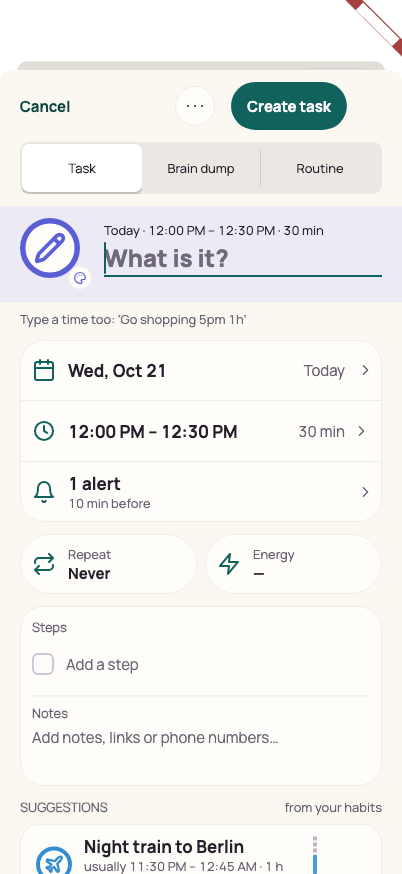 Cancel
Create task
Task
Brain dump
Routine
Today · 12:00 PM – 12:30 PM · 30 min
What is it?
Type a time too: 'Go shopping 5pm 1h'
Wed, Oct 21
Today
12:00 PM – 12:30 PM
30 min
1 alert
10 min before
Repeat
Never
Energy
—
Steps
Add a step
Notes
Add notes, links or phone numbers…
SUGGESTIONS
from your habits
Night train to Berlin
usually 11:30 PM – 12:45 AM · 1 h